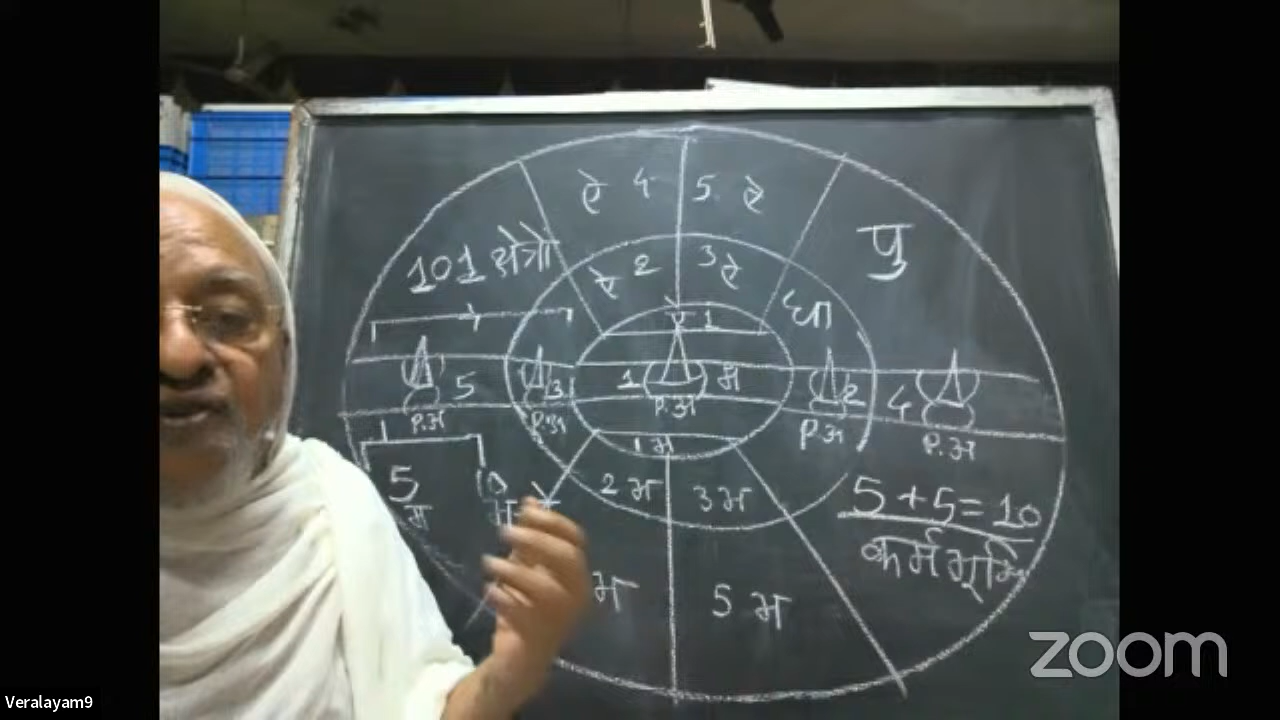 ऐ 4 5 ऐ
101 क्षेत्रो
पु
ऐ 2 3 ऐ
धा
ऐ 1
5 3 1 म 2 4
P.अ P.अ P.अ P.अ P.अ
1 भ
5 10
म भ
2 भ 3 भ
5 + 5 = 10
कर्मभूमि
भ 5 भ
zoom
Veralayam9